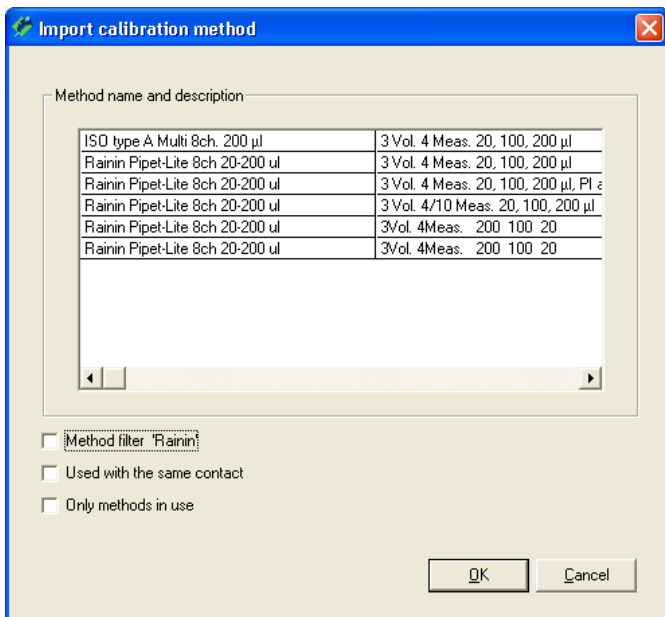 Import calibration method
Method name and description
ISO type A Multi 8ch. 200 µl 3 Vol. 4 Meas. 20, 100, 200 µl
Rainin Pipet-Lite 8ch 20-200 ul 3 Vol. 4 Meas. 20, 100, 200 µl
Rainin Pipet-Lite 8ch 20-200 ul 3 Vol. 4 Meas. 20, 100, 200 µl, PI a
Rainin Pipet-Lite 8ch 20-200 ul 3 Vol. 4/10 Meas. 20, 100, 200 µl
Rainin Pipet-Lite 8ch 20-200 ul 3Vol. 4Meas. 200 100 20
Rainin Pipet-Lite 8ch 20-200 ul 3Vol. 4Meas. 200 100 20
Method filter 'Rainin'
Used with the same contact
Only methods in use
OK Cancel